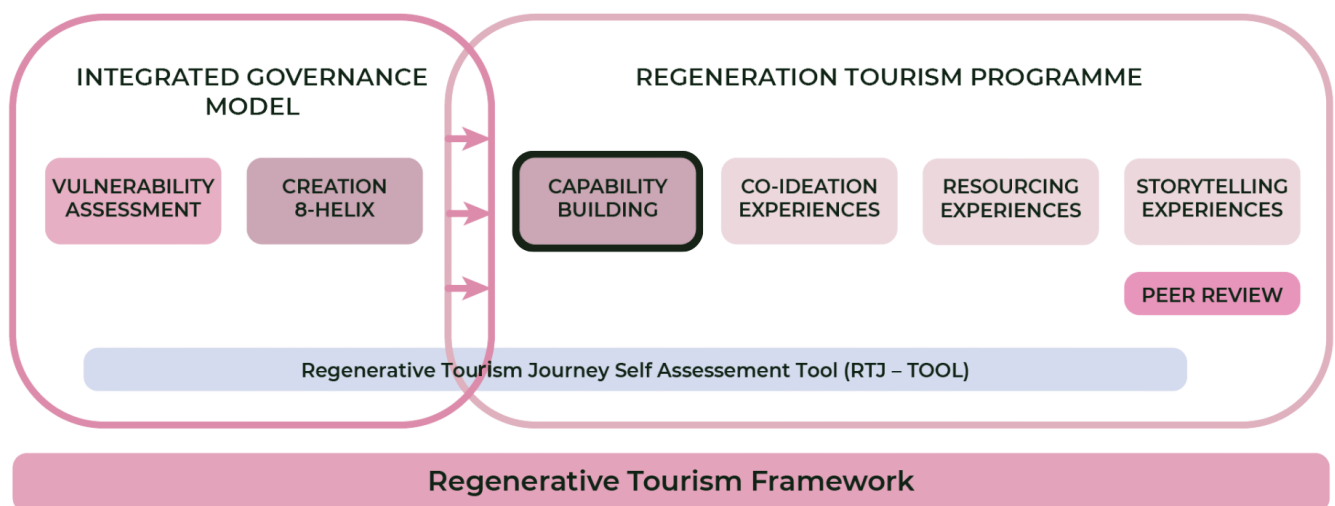 INTEGRATED GOVERNANCE
MODEL
REGENERATION TOURISM PROGRAMME
VULNERABILITY
ASSESSMENT
CREATION
8-HELIX
CAPABILITY
BUILDING
CO-IDEATION
EXPERIENCES
RESOURCING
EXPERIENCES
STORYTELLING
EXPERIENCES
PEER REVIEW
Regenerative Tourism Journey Self Assessement Tool (RTJ – TOOL)
Regenerative Tourism Framework